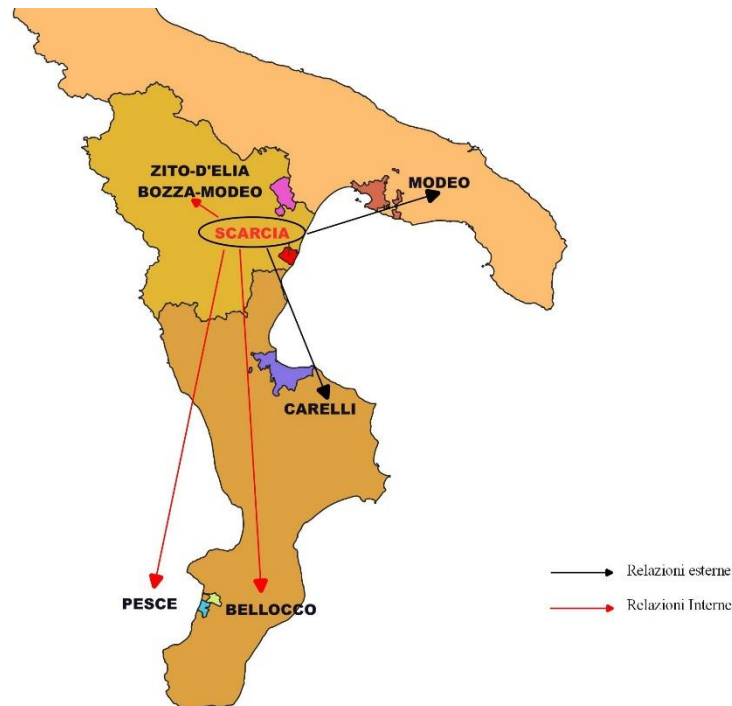 ZITO-D'ELIA
BOZZA-MODEO
MODEO
SCARCIA
CARELLI
PESCE
BELLOCCO
Relazioni esterne
Relazioni Interne